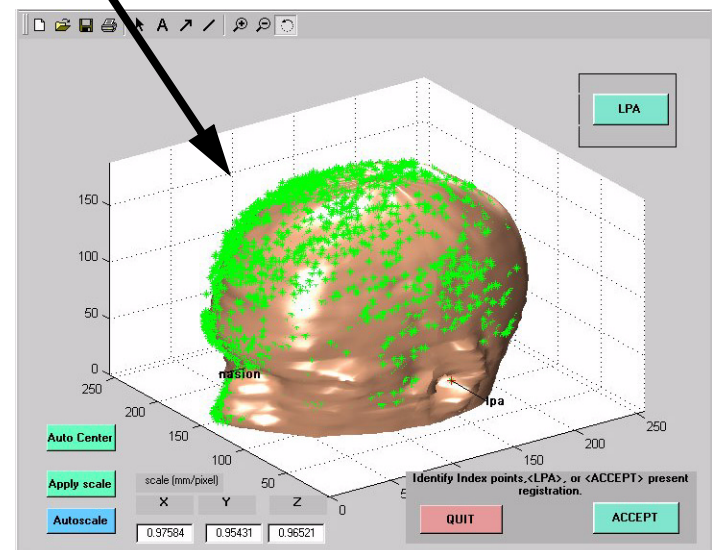 A
LPA
150
100
50
0
250
200
150
100
50
0
150
200
250
nasion
lpa
Auto Center
Apply scale
Autoscale
scale (mm/pixel)
X Y Z
0.97584 0.95431 0.96521
Identify Index points,<LPA>, or <ACCEPT> present
registration.
QUIT ACCEPT